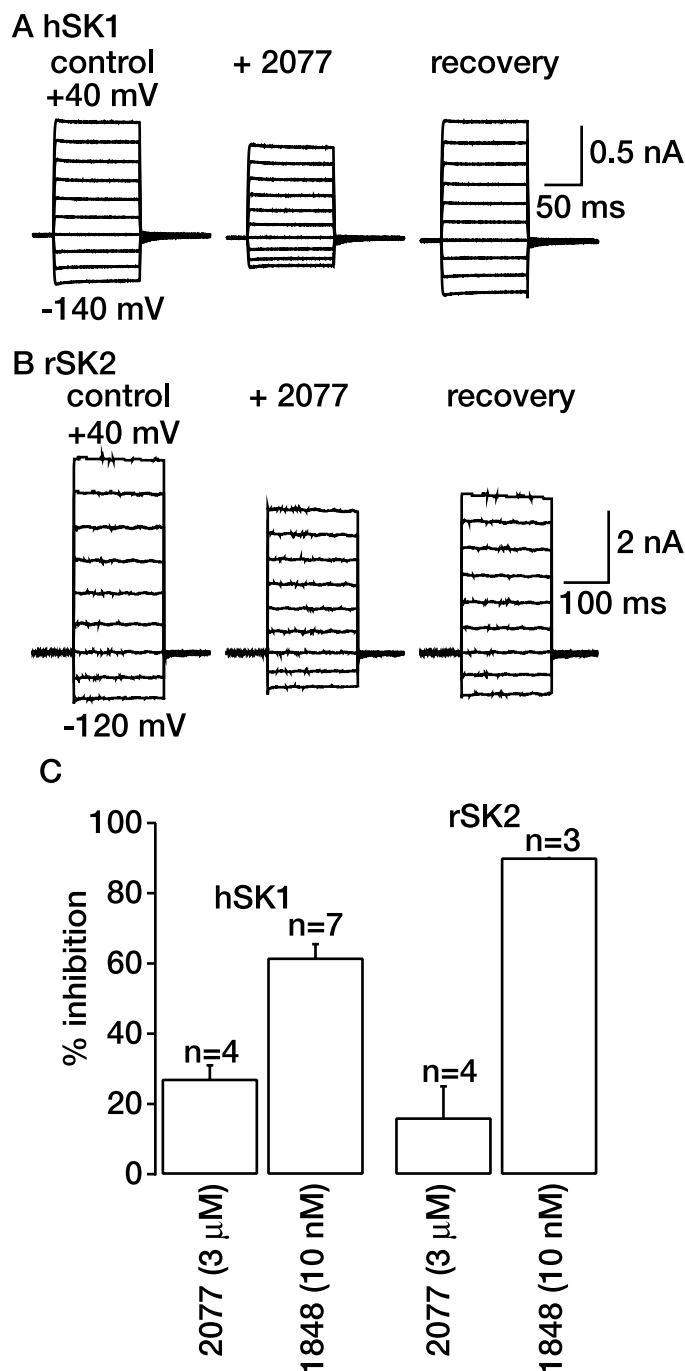 A hSK1
control + 2077 recovery
+40 mV
0.5 nA
50 ms
-140 mV
B rSK2
control + 2077 recovery
+40 mV
2 nA
100 ms
-120 mV
C
% inhibition
100
80
60
40
20
0
hSK1
rSK2
n=4
n=7
n=4
n=3
2077 (3 μM)
1848 (10 nM)
2077 (3 μM)
1848 (10 nM)